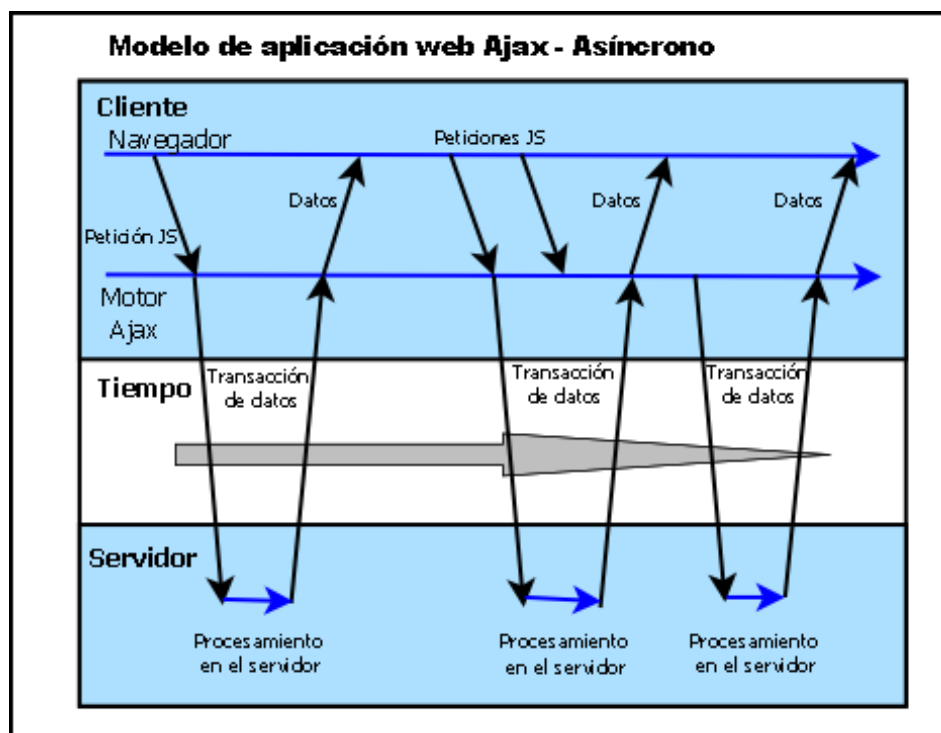 Modelo de aplicación web Ajax - Asíncrono
Cliente
Navegador
Peticiones JS
Datos
Datos
Datos
Petición JS
Motor
Ajax
Tiempo
Transacción
de datos
Transacción
de datos
Transacción
de datos
Servidor
Procesamiento
en el servidor
Procesamiento
en el servidor
Procesamiento
en el servidor